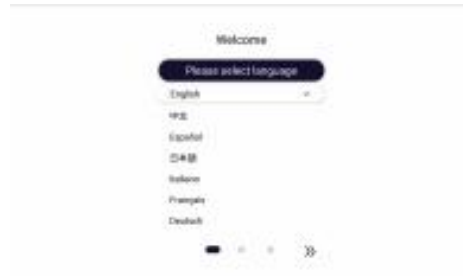 Welcome
Please select language
English
中文
Español
日本語
Italiano
Français
Deutsch